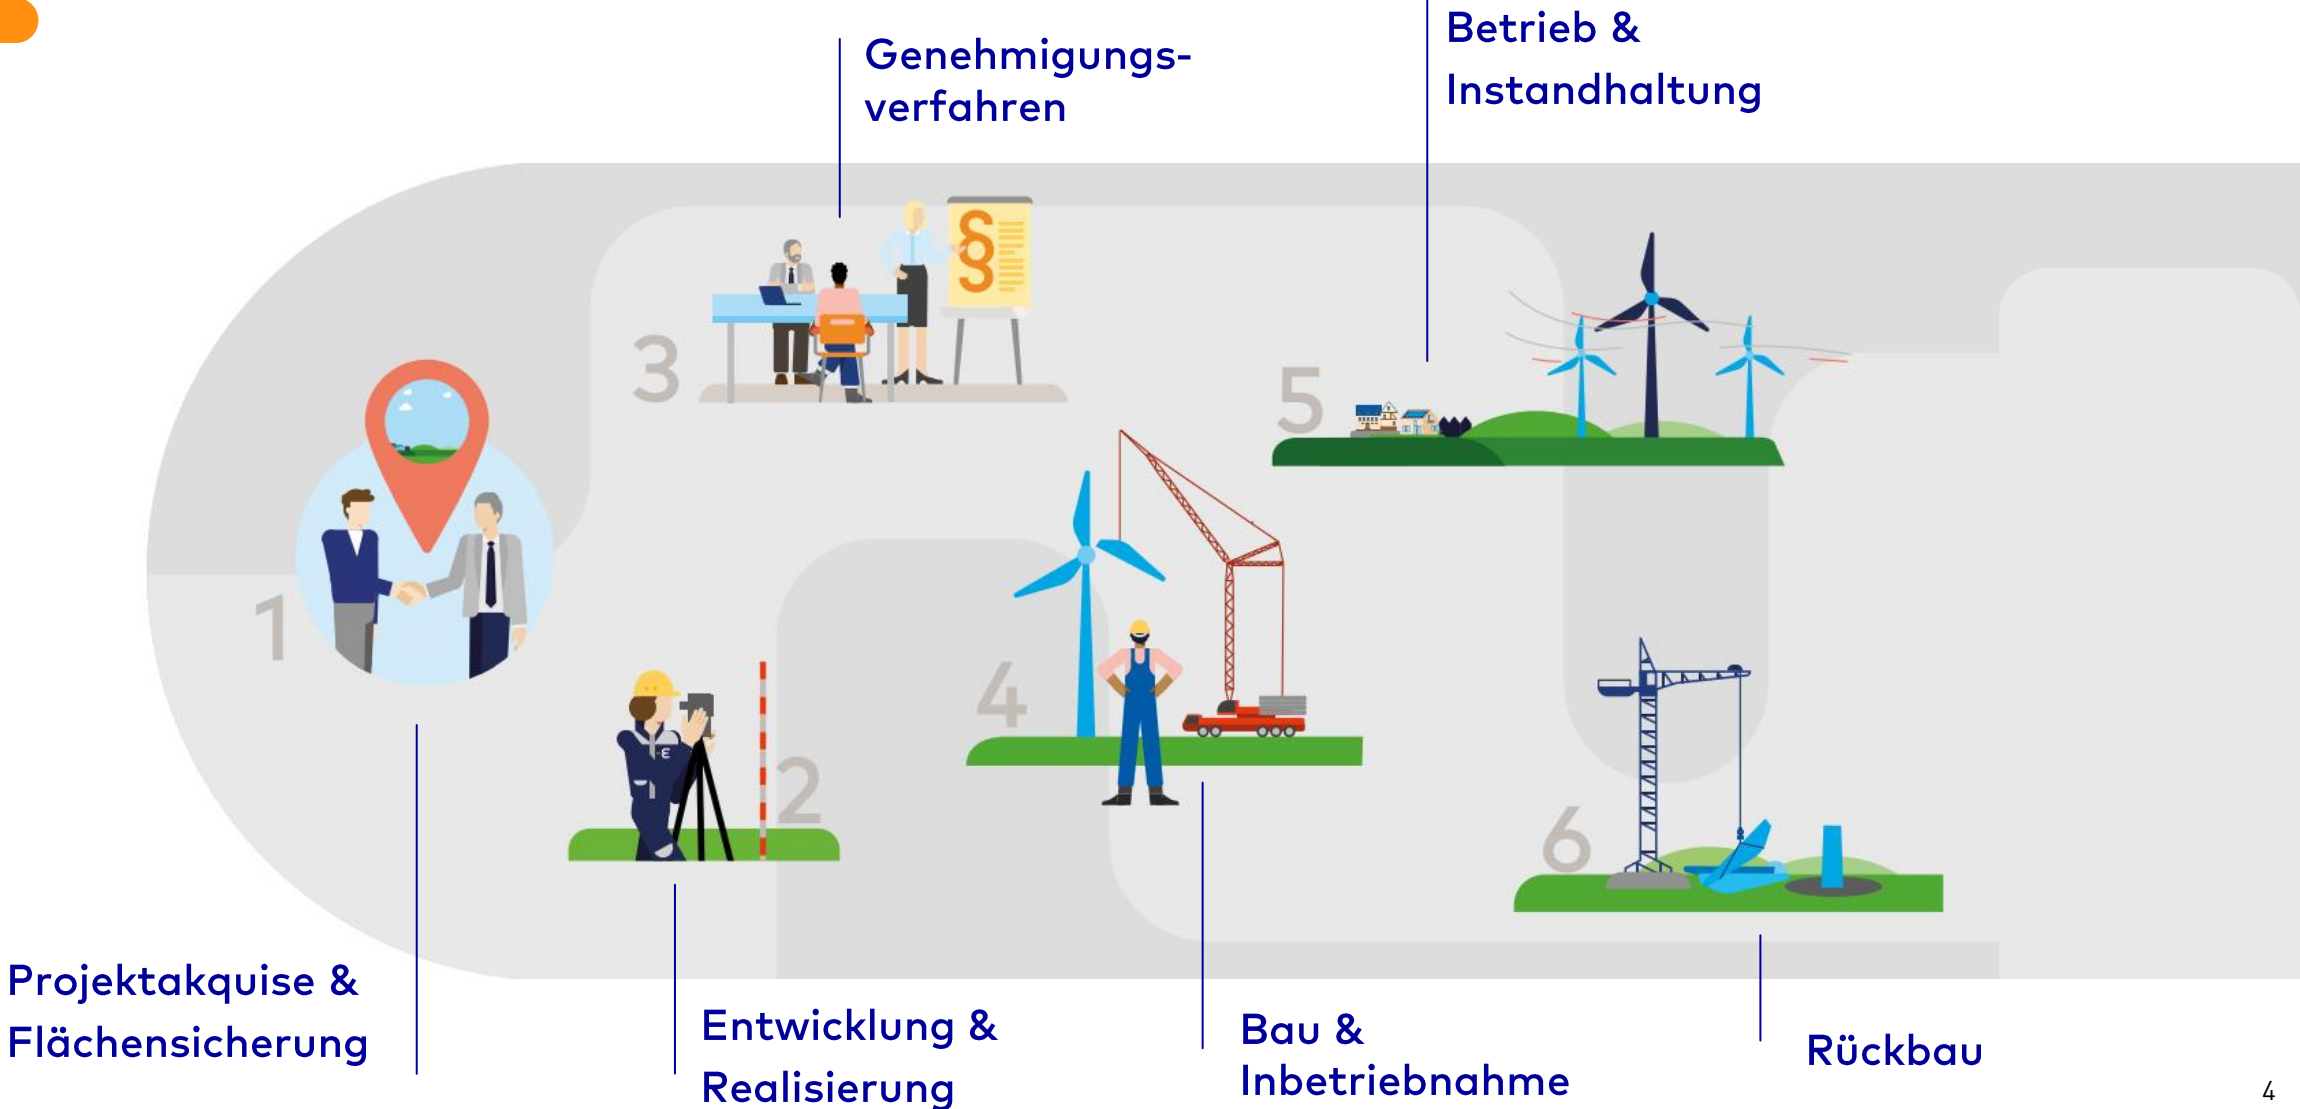 Genehmigungs-
verfahren
Betrieb &
Instandhaltung
§
3
5
1
4
2
6
E
Projektakquise &
Flächensicherung
Entwicklung &
Realisierung
Bau &
Inbetriebnahme
Rückbau
4